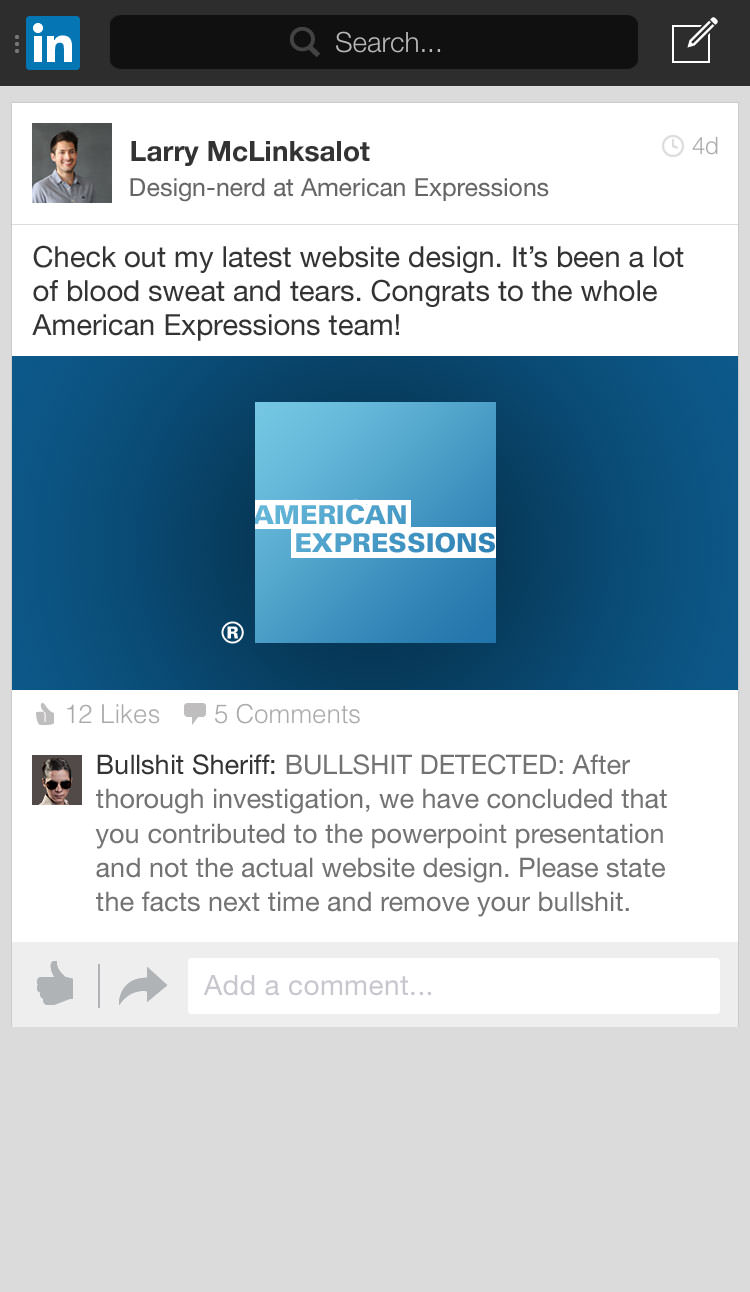 in
Search...
Larry McLinksalot
4d
Design-nerd at American Expressions
Check out my latest website design. It’s been a lot
of blood sweat and tears. Congrats to the whole
American Expressions team!
AMERICAN
EXPRESSIONS
®
12 Likes 5 Comments
Bullshit Sheriff: BULLSHIT DETECTED: After
thorough investigation, we have concluded that
you contributed to the powerpoint presentation
and not the actual website design. Please state
the facts next time and remove your bullshit.
Add a comment...